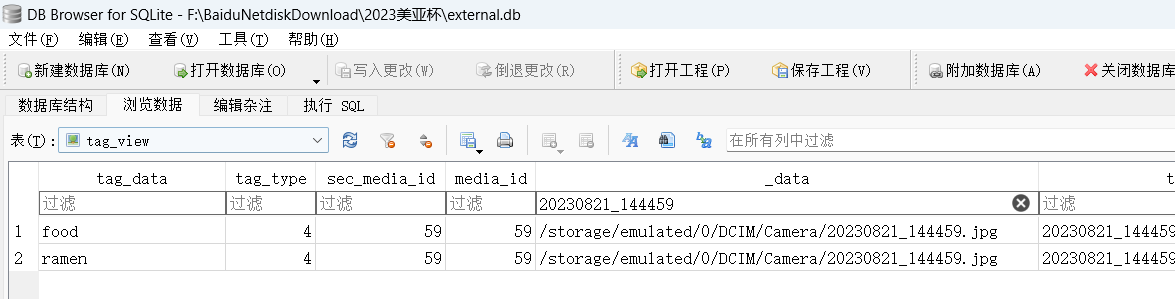 DB Browser for SQLite - F:\BaiduNetdiskDownload\2023美亚杯\external.db
文件(F) 编辑(E) 查看(V) 工具(T) 帮助(H)
新建数据库(N) 打开数据库(O) 写入更改(W) 倒退更改(R) 打开工程(P) 保存工程(V) 附加数据库(A) 关闭数据库
数据库结构 浏览数据 编辑杂注 执行 SQL
表(T): tag_view 在所有列中过滤
tag_data tag_type sec_media_id media_id _data t
过滤 过滤 过滤 过滤 20230821_144459 过滤
1 food 4 59 59 /storage/emulated/0/DCIM/Camera/20230821_144459.jpg 20230821_144459
2 ramen 4 59 59 /storage/emulated/0/DCIM/Camera/20230821_144459.jpg 20230821_144459